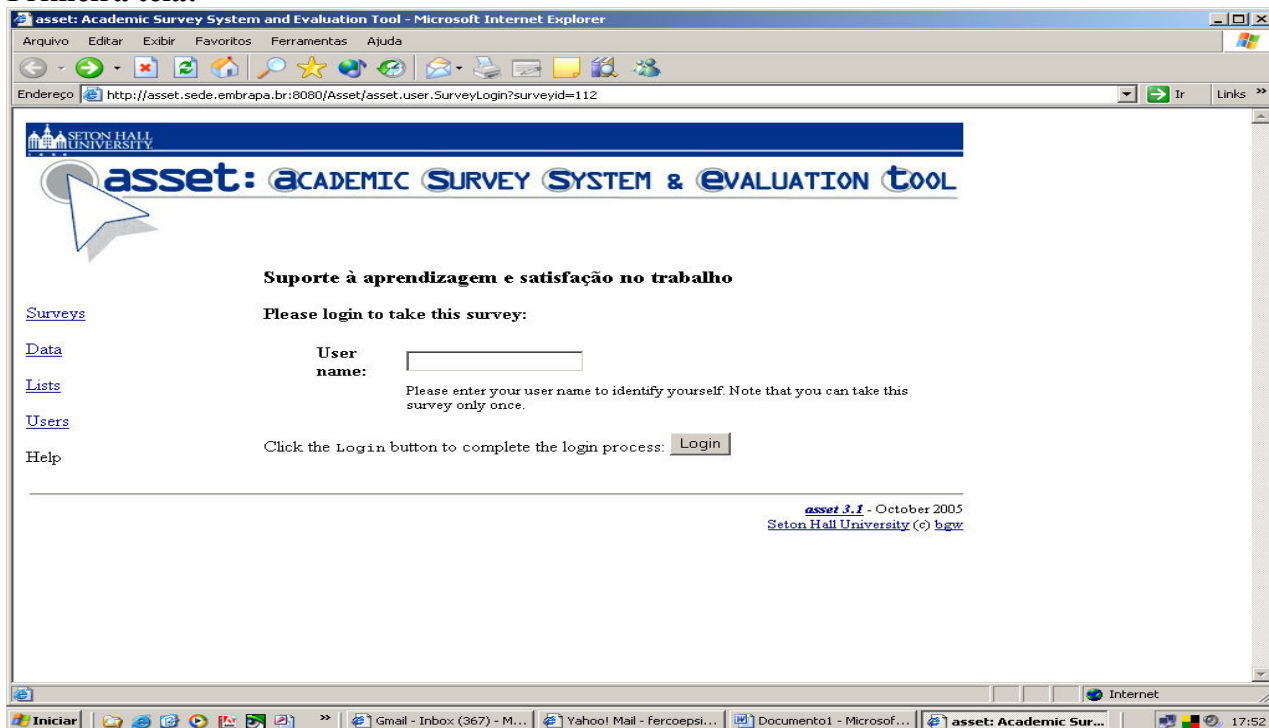 Primeira tela:
asset: Academic Survey System and Evaluation Tool - Microsoft Internet Explorer
Arquivo Editar Exibir Favoritos Ferramentas Ajuda
Endereço http://asset.sede.embrapa.br:8080/Asset/asset.user.SurveyLogin?surveyid=112 Ir Links »
SETON HALL
UNIVERSITY.
asset: aCADEMIC SURVEY SYSTEM & eVALUATION tOOL
Suporte à aprendizagem e satisfação no trabalho
Surveys
Please login to take this survey:
Data
User
name:
Lists
Please enter your user name to identify yourself. Note that you can take this
survey only once.
Users
Click the Login button to complete the login process: Login
Help
asset 3.1 - October 2005
Seton Hall University (c) bgw
Internet
Iniciar » Gmail - Inbox (367) - M... Yahoo! Mail - fercoepsi... Documento1 - Microsof... asset: Academic Sur... 17:52